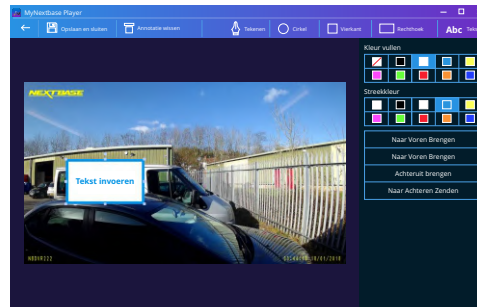 MyNextbase Player
Opslaan en sluiten
Annotatie wissen
Tekenen
Cirkel
Vierkant
Rechthoek
Abc
Kleur vullen
NEXTBASE
Streekkleur
Naar Voren Brengen
Naar Voren Brengen
Achteruit brengen
Naar Achteren Zenden
Tekst invoeren